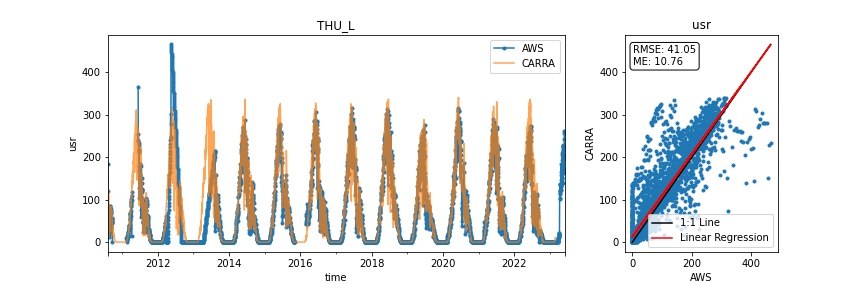 THU_L
usr
AWS
CARRA
400
300
200
100
0
2012
2014
2016
2018
2020
2022
time
usr
RMSE: 41.05
ME: 10.76
CARRA
400
300
200
100
0
1:1 Line
Linear Regression
0
200
400
AWS